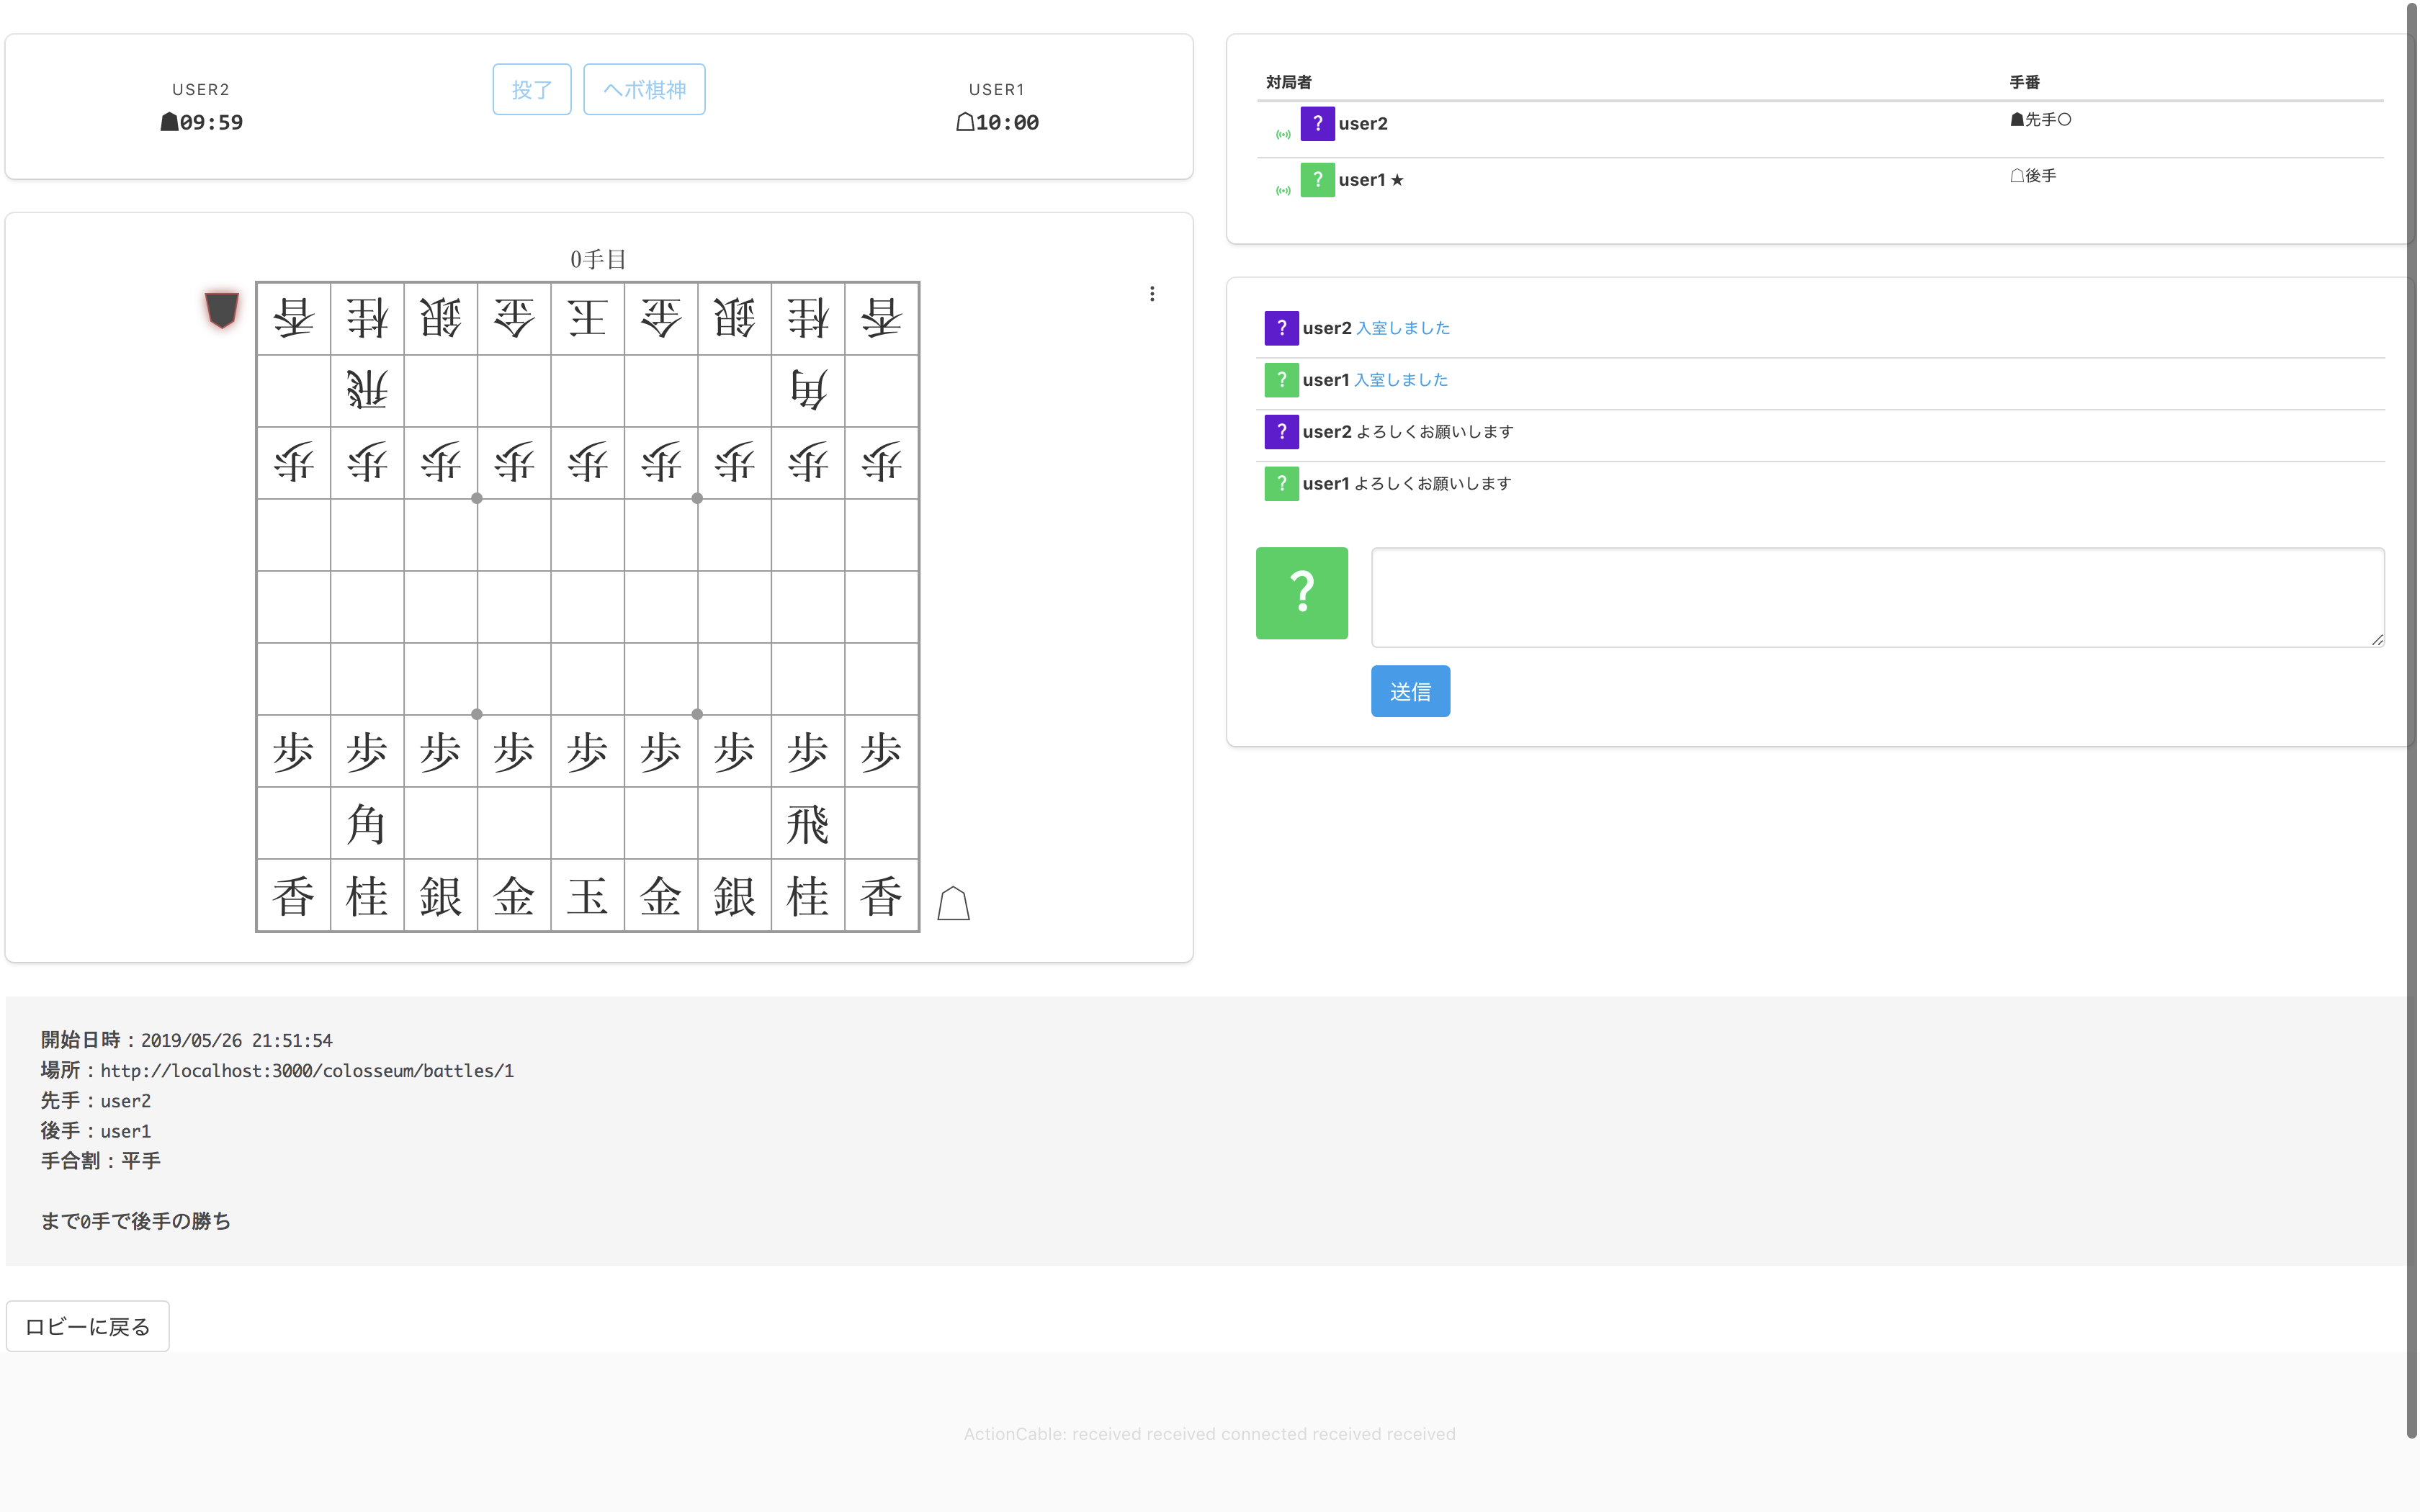 USER2
☗09:59
投了
ヘボ棋神
USER1
☖10:00
0手目
香桂銀金王金銀桂香
飛角
歩歩歩歩歩歩歩歩歩
歩歩歩歩歩歩歩歩歩
角飛
香桂銀金玉金銀桂香
対局者 手番
? user2 ☗先手○
? user1 ★ ☖後手
? user2 入室しました
? user1 入室しました
? user2 よろしくお願いします
? user1 よろしくお願いします
?
送信
開始日時：2019/05/26 21:51:54
場所：http://localhost:3000/colosseum/battles/1
先手：user2
後手：user1
手合割：平手
まで0手で後手の勝ち
ロビーに戻る
ActionCable: received received connected received received